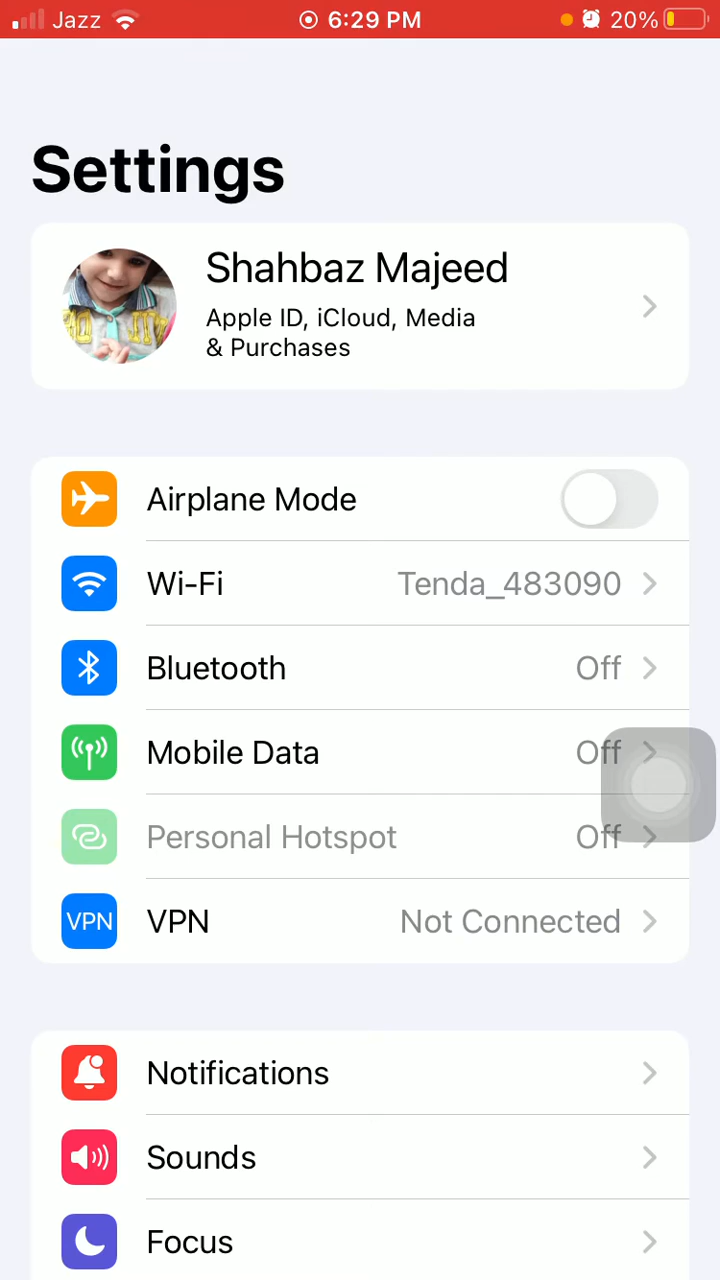 Jazz 6:29 PM 20%
Settings
Shahbaz Majeed
Apple ID, iCloud, Media
& Purchases
Airplane Mode
Wi-Fi Tenda_483090
Bluetooth Off
Mobile Data Off
Personal Hotspot Off
VPN VPN Not Connected
Notifications
Sounds
Focus